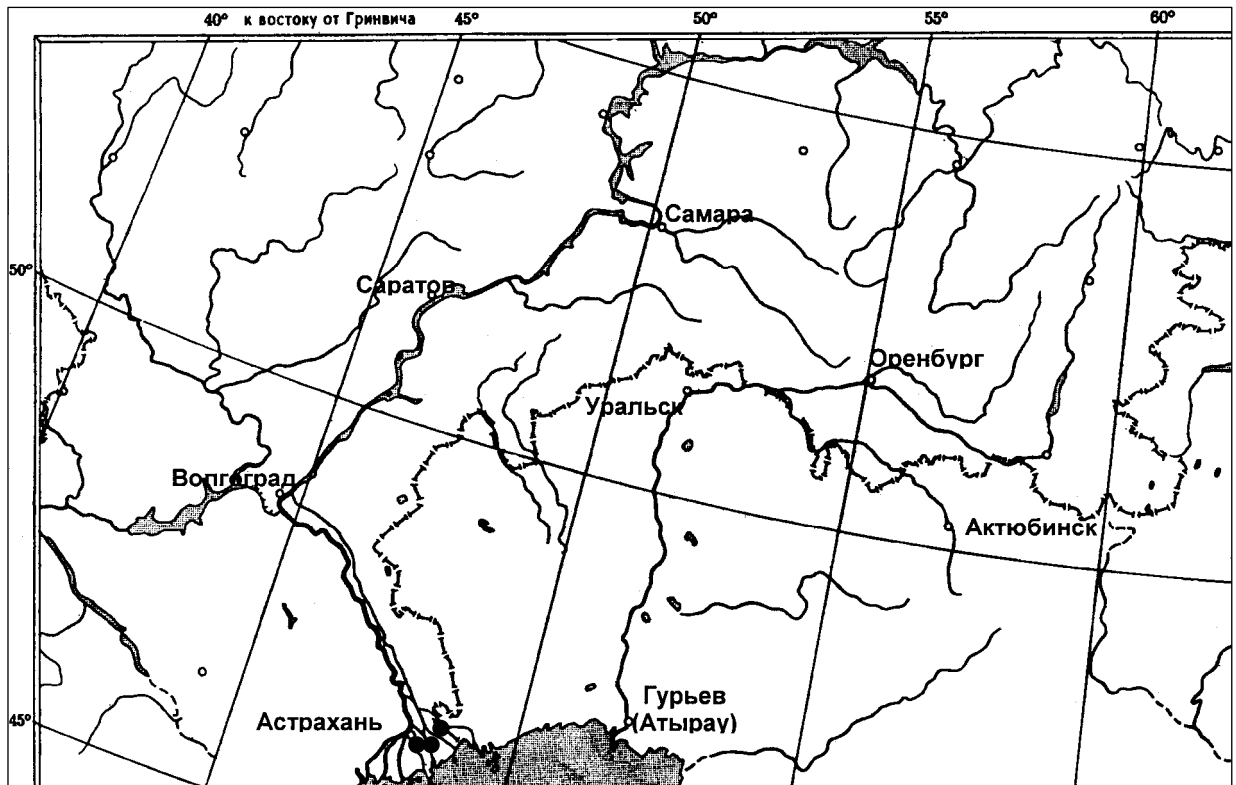 40° к востоку от Гринвича 45° 50° 55° 60°
Самара
50°
Саратов
Оренбург
Уральск
Волгоград
Актюбинск
Гурьев
(Атырау)
Астрахань
45°